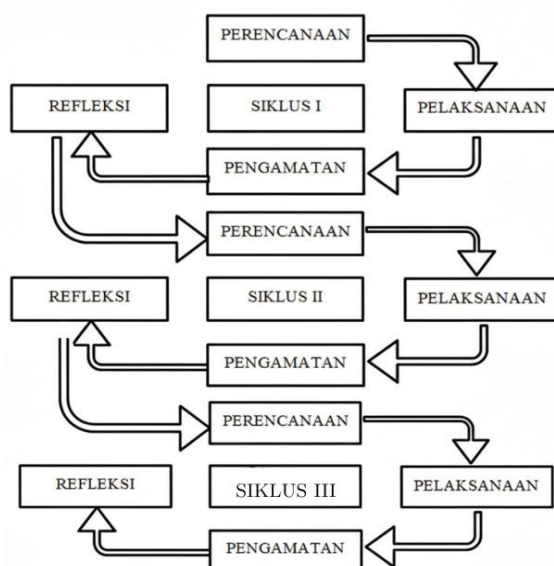 PERENCANAAN
REFLEKSI
SIKLUS I
PELAKSANAAN
PENGAMATAN
PERENCANAAN
REFLEKSI
SIKLUS II
PELAKSANAAN
PENGAMATAN
PERENCANAAN
REFLEKSI
SIKLUS III
PELAKSANAAN
PENGAMATAN